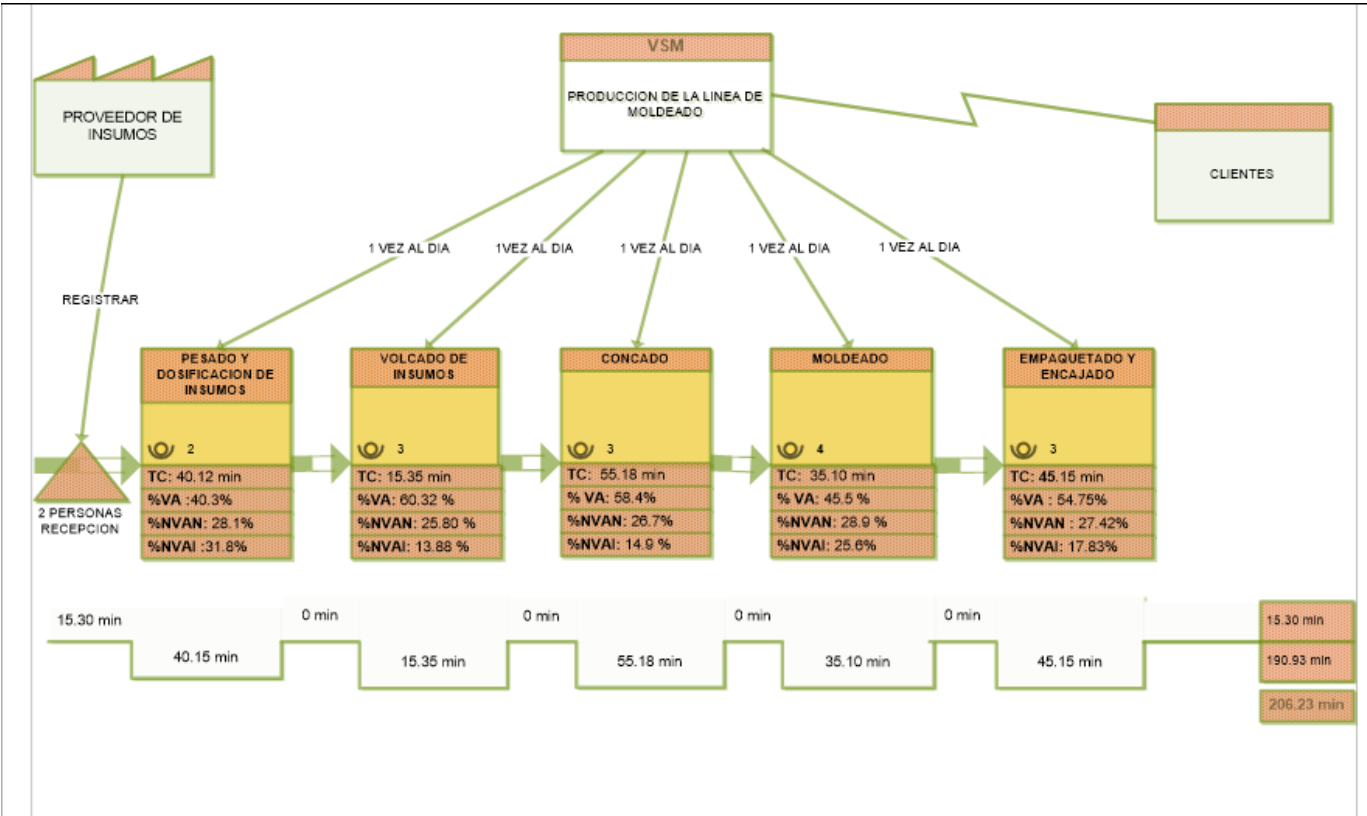 VSM
PRODUCCION DE LA LINEA DE
MOLDEADO
PROVEEDOR DE
INSUMOS
CLIENTES
1 VEZ AL DIA
1VEZ AL DIA
1 VEZ AL DIA
1 VEZ AL DIA
1 VEZ AL DIA
REGISTRAR
2 PERSONAS
RECEPCION
PESADO Y
DOSIFICACION DE
INSUMOS
2
TC: 40.12 min
%VA :40.3%
%NVAN: 28.1%
%NVAI :31.8%
VOLCADO DE
INSUMOS
3
TC: 15.35 min
%VA: 60.32 %
%NVAN: 25.80 %
%NVAI: 13.88 %
CONCADO
3
TC: 55.18 min
% VA: 58.4%
%NVAN: 26.7%
%NVAI: 14.9 %
MOLDEADO
4
TC: 35.10 min
% VA: 45.5 %
%NVAN: 28.9 %
%NVAI: 25.6%
EMPAQUETADO Y
ENCAJADO
3
TC: 45.15 min
%VA : 54.75%
%NVAN : 27.42%
%NVAI: 17.83%
15.30 min
40.15 min
0 min
15.35 min
0 min
55.18 min
0 min
35.10 min
0 min
45.15 min
15.30 min
190.93 min
206.23 min